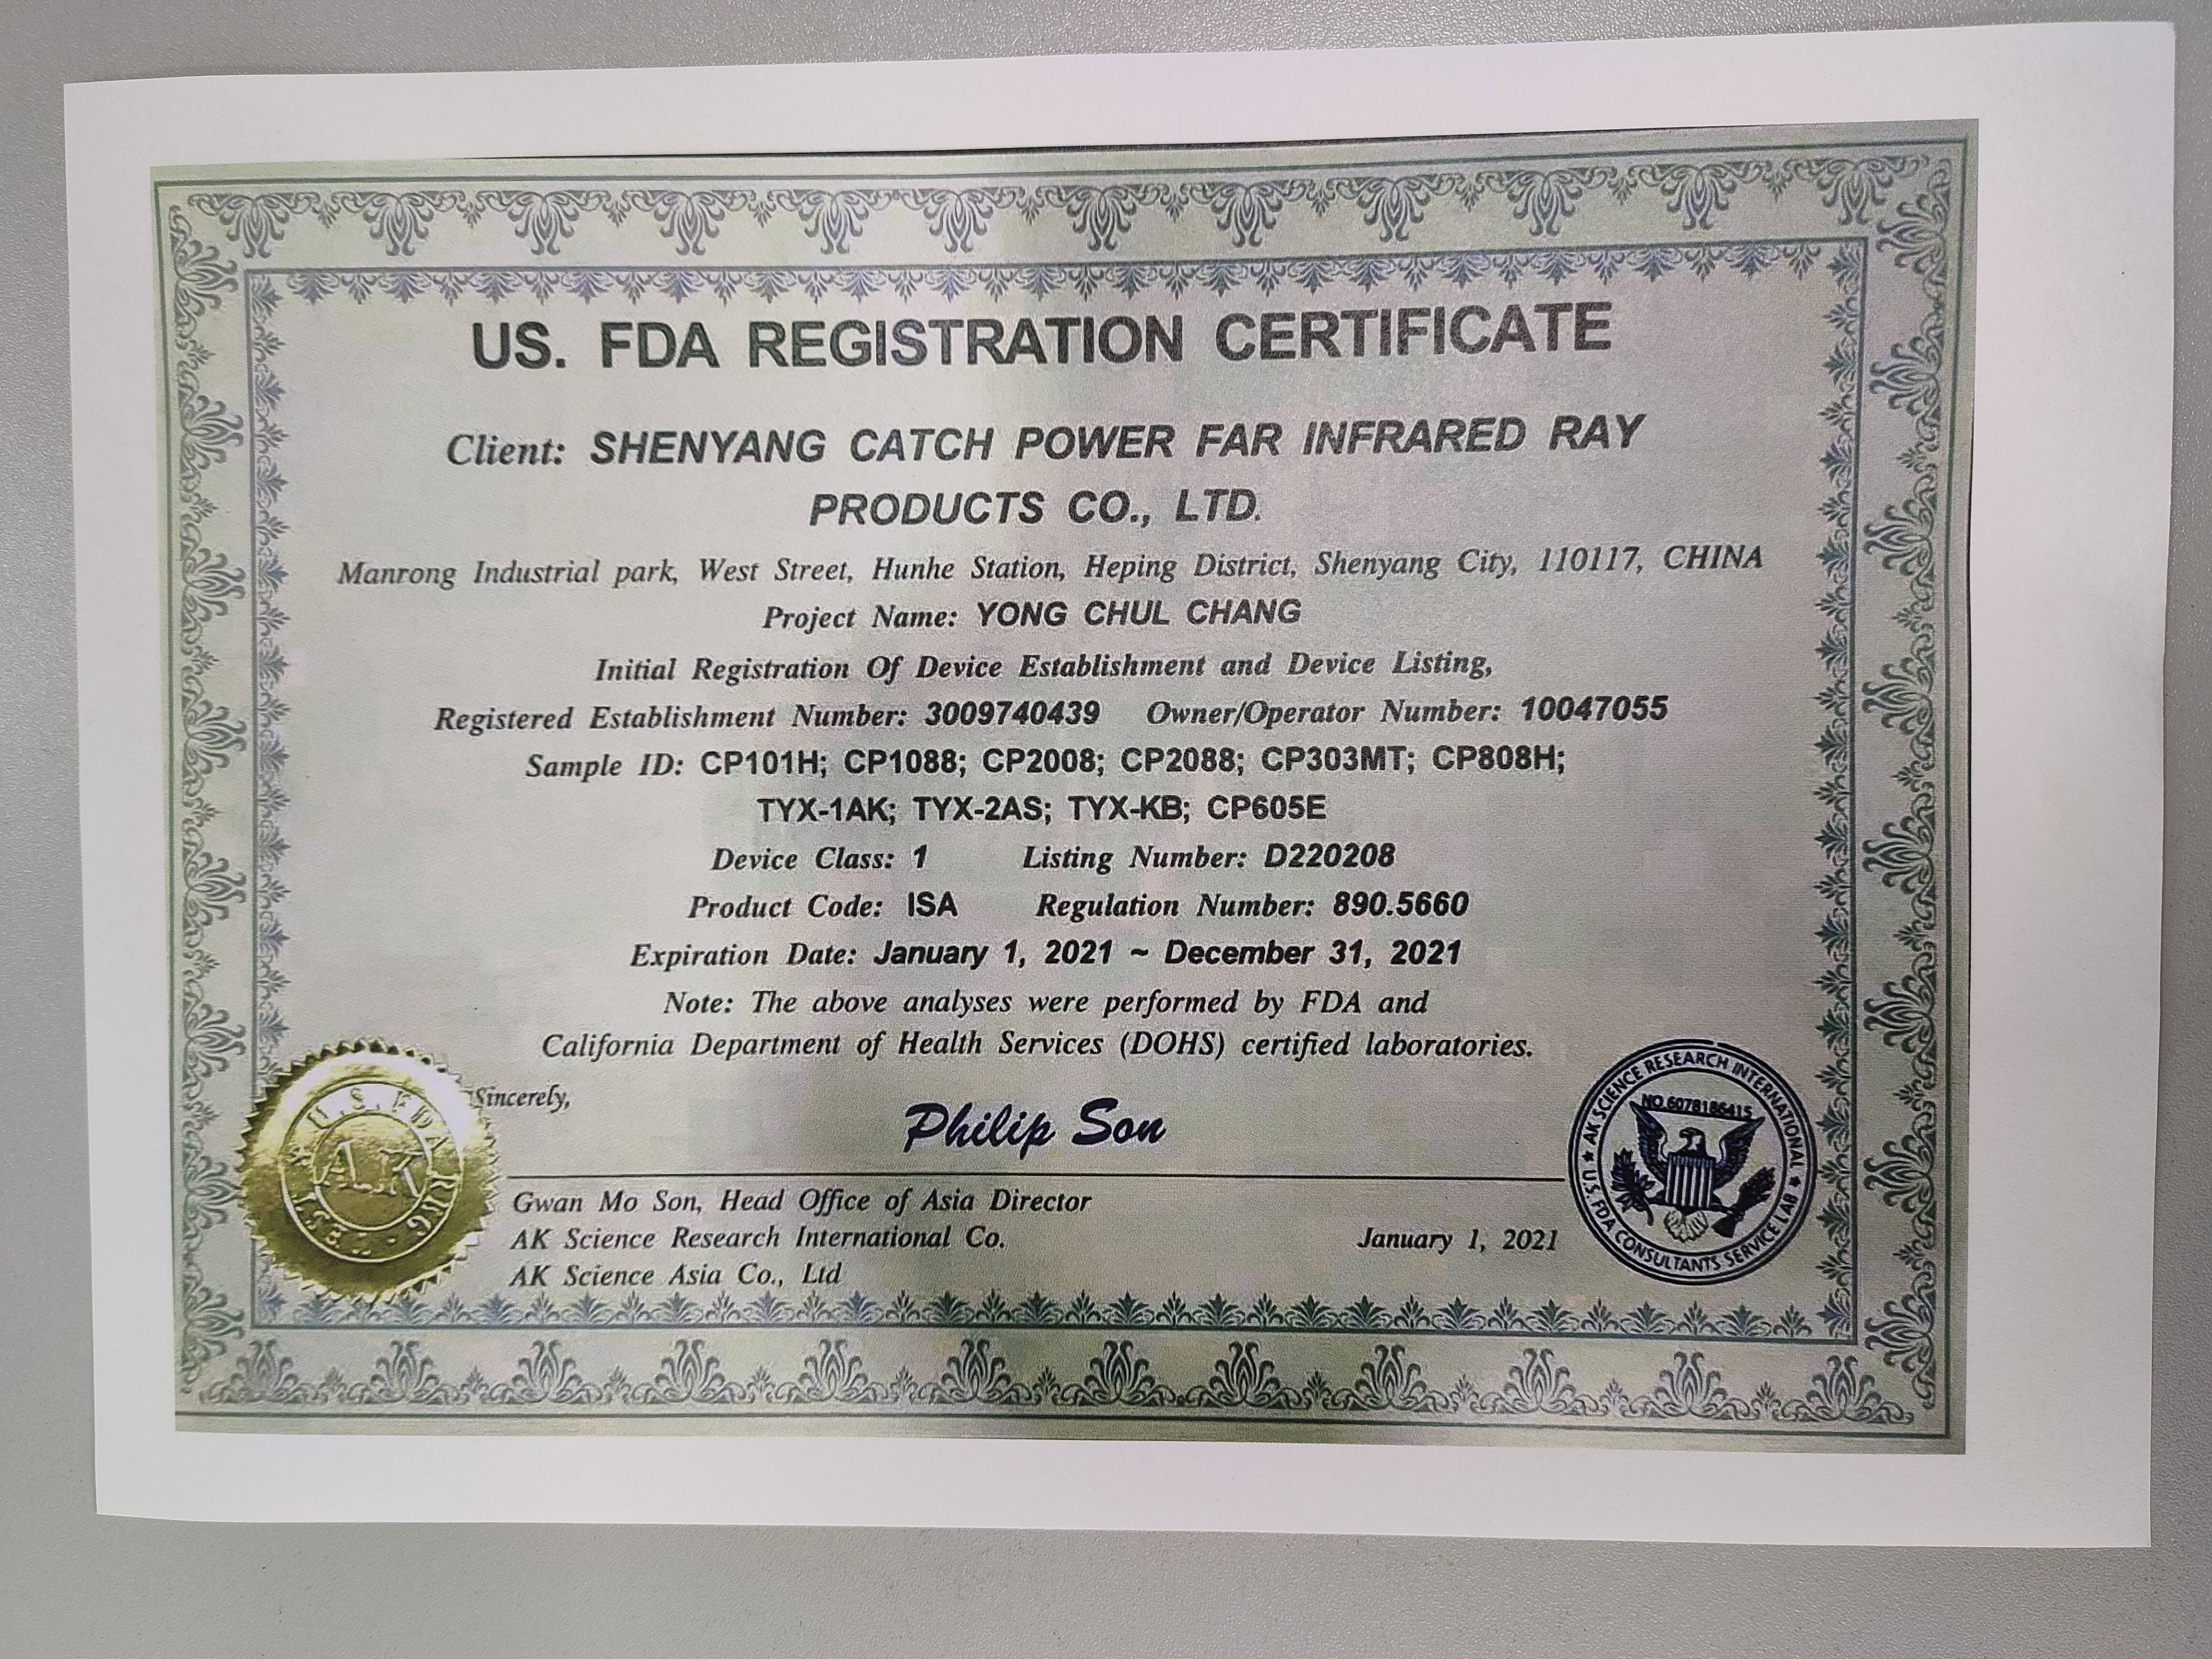 US. FDA REGISTRATION CERTIFICATE
Client: SHENYANG CATCH POWER FAR INFRARED RAY
PRODUCTS CO., LTD.
Manrong Industrial park, West Street, Hunhe Station, Heping District, Shenyang City, 110117, CHINA
Project Name: YONG CHUL CHANG
Initial Registration Of Device Establishment and Device Listing,
Registered Establishment Number: 3009740439 Owner/Operator Number: 10047055
Sample ID: CP101H; CP1088; CP2008; CP2088; CP303MT; CP808H;
TYX-1AK; TYX-2AS; TYX-KB; CP605E
Device Class: 1 Listing Number: D220208
Product Code: ISA Regulation Number: 890.5660
Expiration Date: January 1, 2021 ~ December 31, 2021
Note: The above analyses were performed by FDA and
California Department of Health Services (DOHS) certified laboratories.
Sincerely,
Philip Son
Gwan Mo Son, Head Office of Asia Director
AK Science Research International Co.
January 1, 2021
AK Science Asia Co., Ltd
U.S. FDA REG
AK
TEST
AK SCIENCE RESEARCH INTERNATIONAL
U.S. FDA CONSULTANTS SERVICE LAB